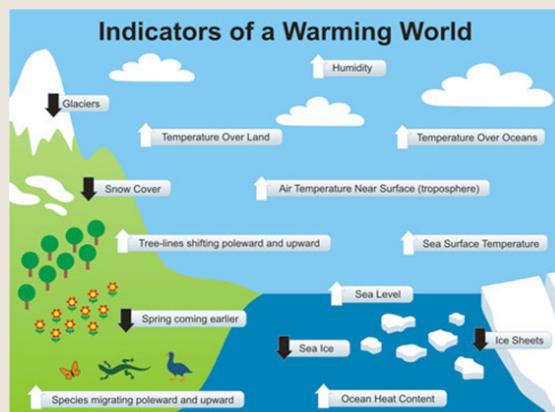 Indicators of a Warming World
Humidity
Glaciers
Temperature Over Land
Temperature Over Oceans
Snow Cover
Air Temperature Near Surface (troposphere)
Tree-lines shifting poleward and upward
Sea Surface Temperature
Sea Level
Spring coming earlier
Sea Ice
Ice Sheets
Species migrating poleward and upward
Ocean Heat Content